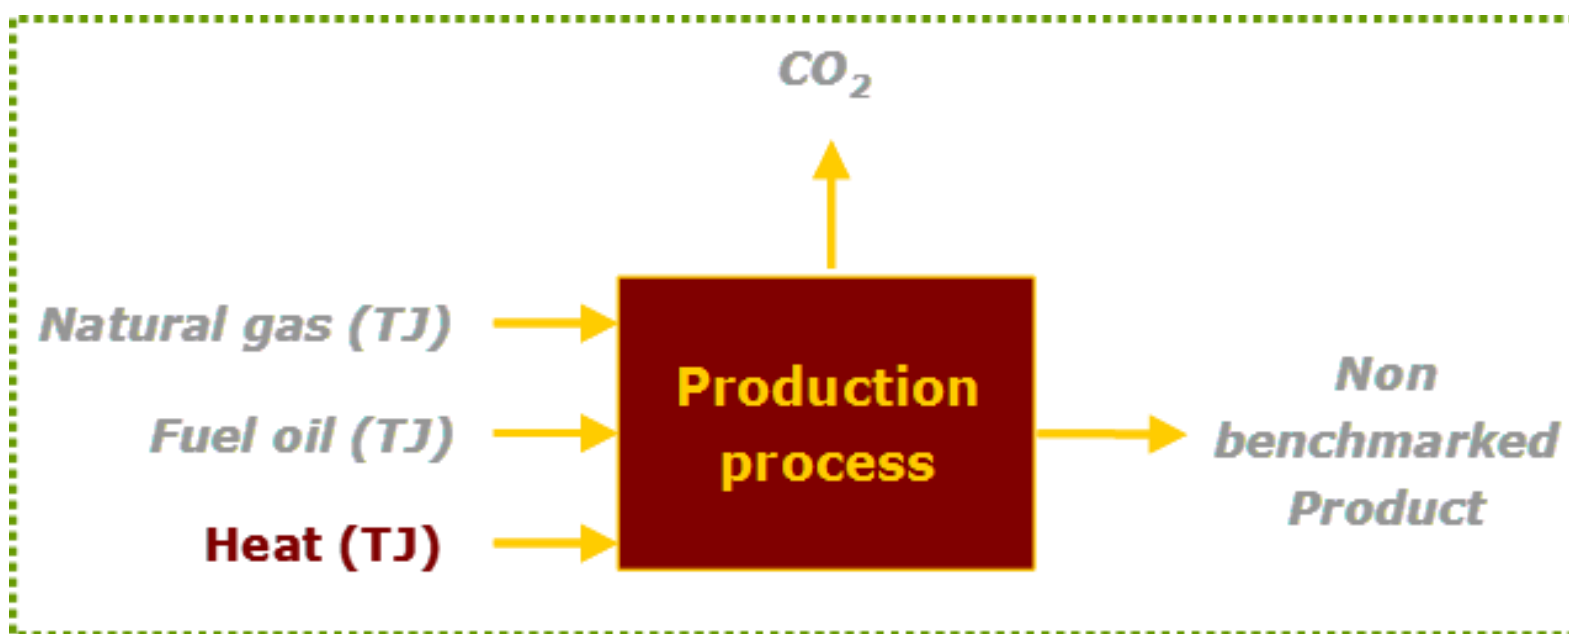 CO₂
Natural gas (TJ)
Fuel oil (TJ)
Heat (TJ)
Production
process
Non
benchmarked
Product